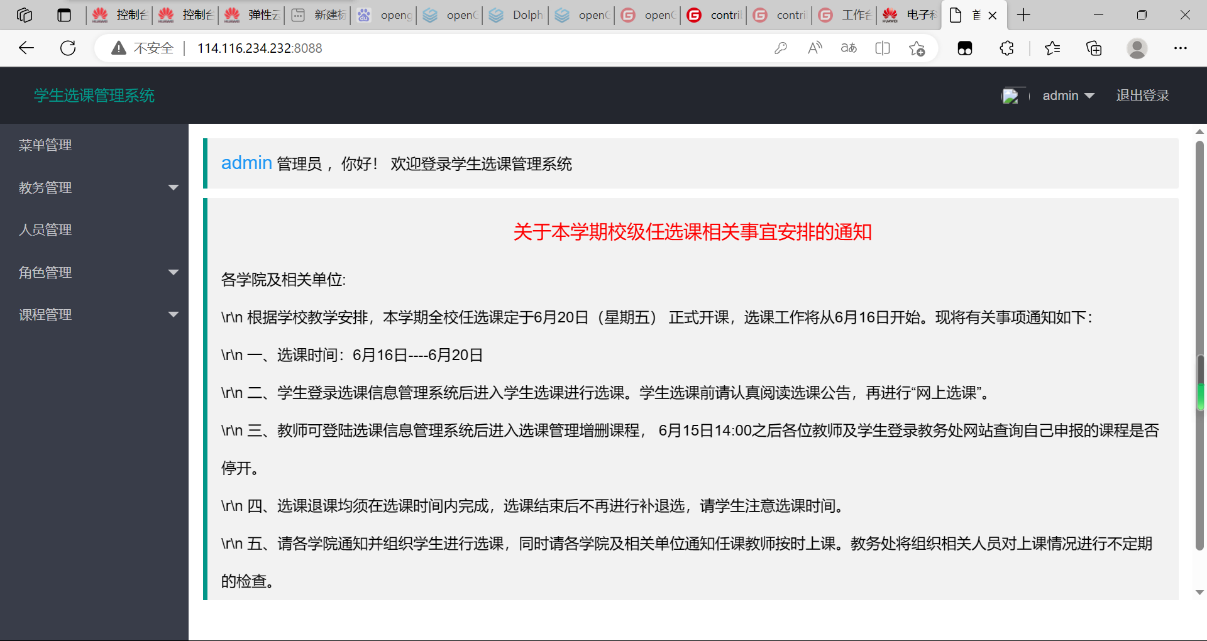 控制台
控制台
弹性云
新建标
openg
openG
Dolph
openG
openG
contril
contril
工作台
电子科
不安全 | 114.116.234.232:8088
学生选课管理系统
admin
退出登录
菜单管理
教务管理
人员管理
角色管理
课程管理
admin 管理员 ，你好！ 欢迎登录学生选课管理系统
关于本学期校级任选课相关事宜安排的通知
各学院及相关单位:
\r\n 根据学校教学安排，本学期全校任选课定于6月20日（星期五） 正式开课，选课工作将从6月16日开始。现将有关事项通知如下：
\r\n 一、选课时间：6月16日----6月20日
\r\n 二、学生登录选课信息管理系统后进入学生选课进行选课。学生选课前请认真阅读选课公告，再进行“网上选课”。
\r\n 三、教师可登陆选课信息管理系统后进入选课管理增删课程， 6月15日14:00之后各位教师及学生登录教务处网站查询自己申报的课程是否
停开。
\r\n 四、选课退课均须在选课时间内完成，选课结束后不再进行补退选，请学生注意选课时间。
\r\n 五、请各学院通知并组织学生进行选课，同时请各学院及相关单位通知任课教师按时上课。教务处将组织相关人员对上课情况进行不定期
的检查。